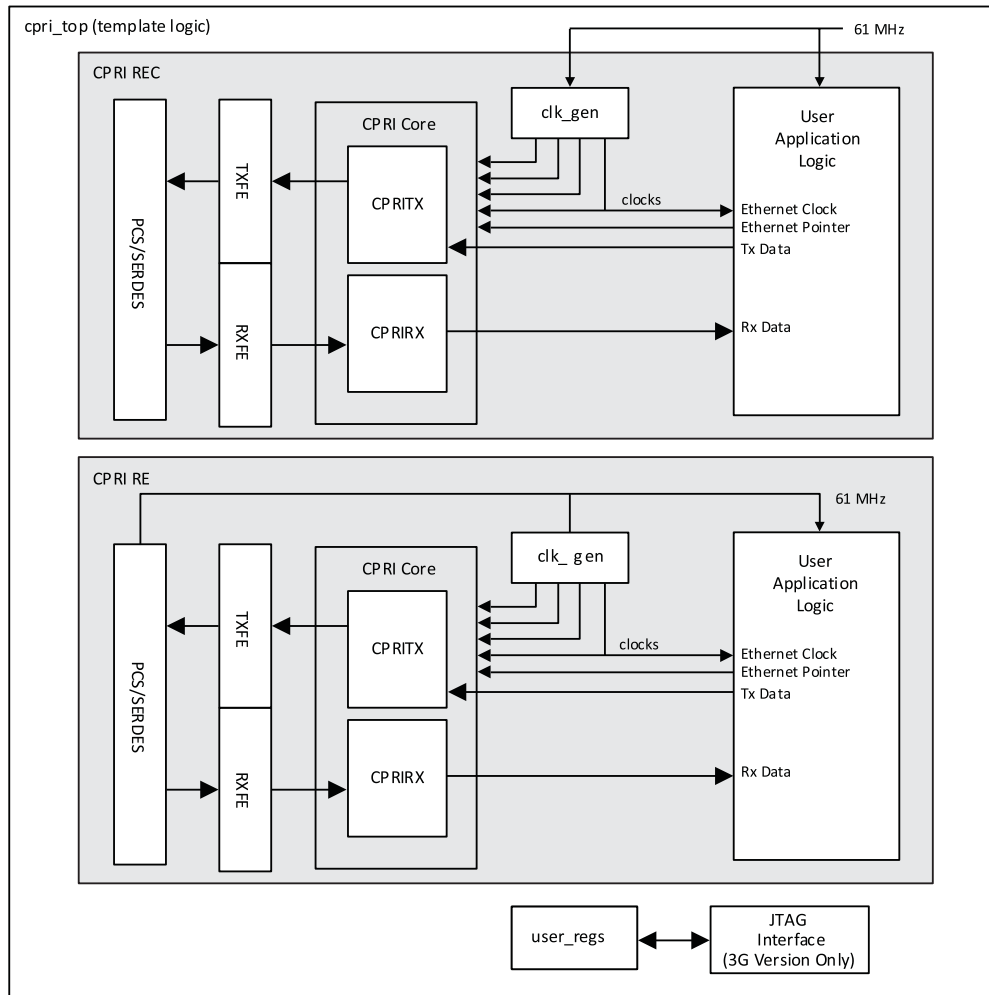 cpri_top (template logic)
61 MHz
CPRI REC
PCS/SERDES
TXFE
RXFE
CPRI Core
CPRITX
CPRIRX
clk_gen
clocks
User
Application
Logic
Ethernet Clock
Ethernet Pointer
Tx Data
Rx Data
CPRI RE
61 MHz
PCS/SERDES
TXFE
RXFE
CPRI Core
CPRITX
CPRIRX
clk_ gen
clocks
User
Application
Logic
Ethernet Clock
Ethernet Pointer
Tx Data
Rx Data
user_regs
JTAG
Interface
(3G Version Only)